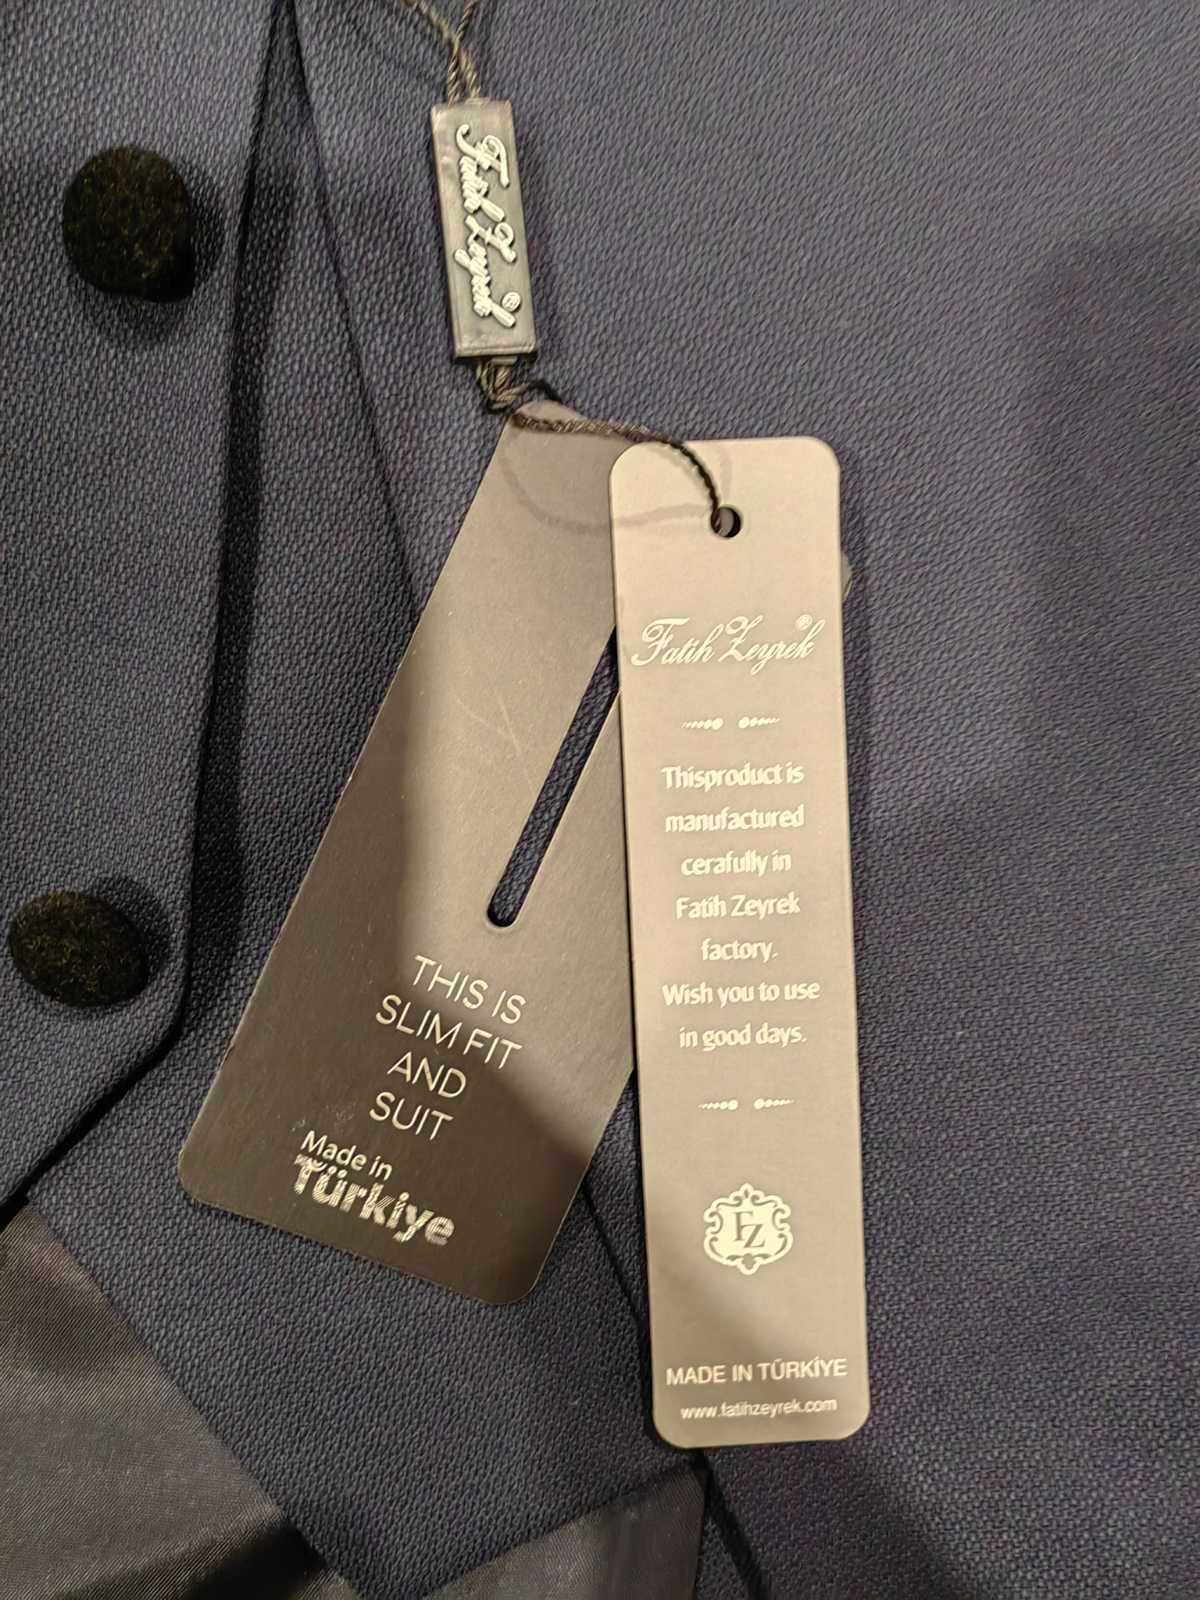 Fatih Zeyrek®
Fatih Zeyrek®
Thisproduct is
manufactured
cerafully in
Fatih Zeyrek
factory.
Wish you to use
in good days.
FZ
MADE IN TÜRKİYE
www.fatihzeyrek.com
THIS IS
SLIM FIT
AND
SUIT
Made in
Türkiye